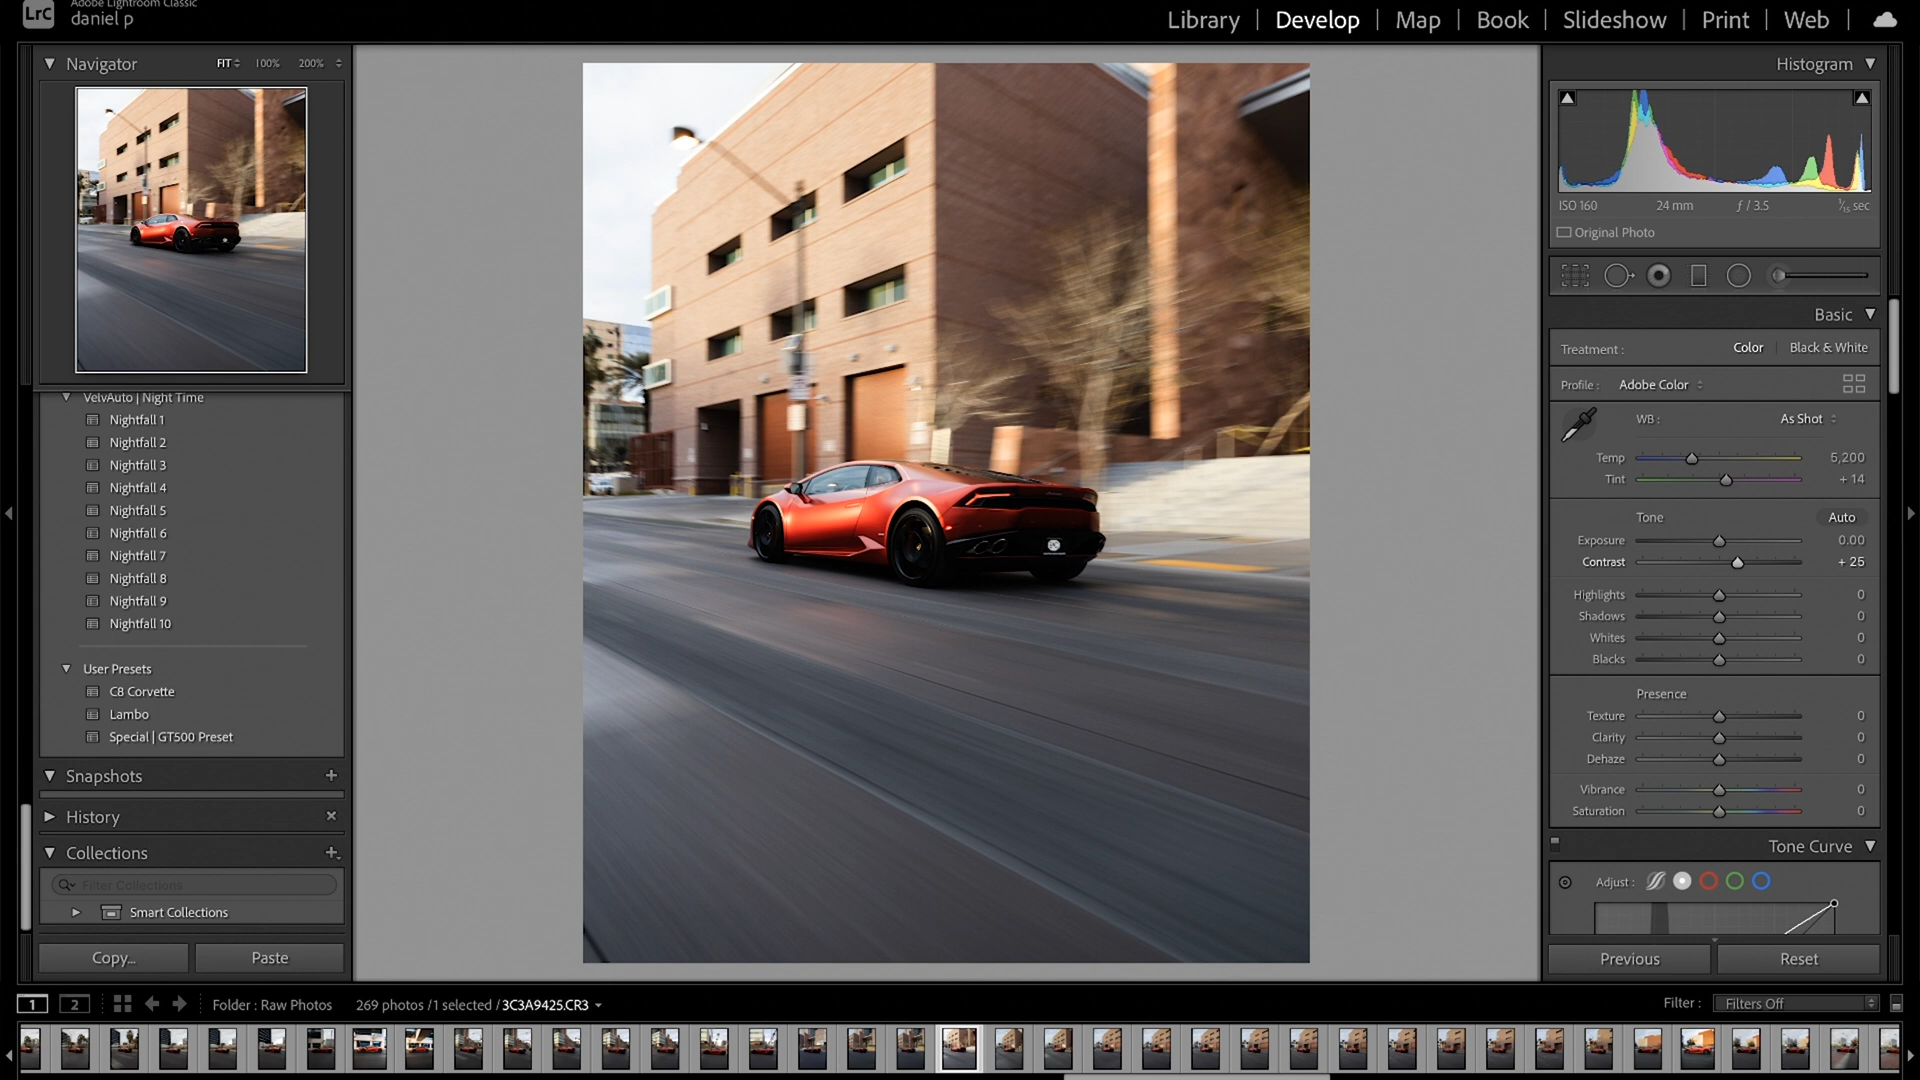 LrC
Adobe Lightroom Classic
daniel p
Library | Develop | Map | Book | Slideshow | Print | Web
Navigator FIT 100% 200%
VelvAuto | Night Time
Nightfall 1
Nightfall 2
Nightfall 3
Nightfall 4
Nightfall 5
Nightfall 6
Nightfall 7
Nightfall 8
Nightfall 9
Nightfall 10
User Presets
C8 Corvette
Lambo
Special | GT500 Preset
Snapshots
History
Collections
Filter Collections
Smart Collections
Copy... Paste
Histogram
ISO 160 24 mm ƒ / 3.5 1/15 sec
Original Photo
Basic
Treatment : Color | Black & White
Profile : Adobe Color
WB : As Shot
Temp 5,200
Tint + 14
Tone Auto
Exposure 0.00
Contrast + 25
Highlights 0
Shadows 0
Whites 0
Blacks 0
Presence
Texture 0
Clarity 0
Dehaze 0
Vibrance 0
Saturation 0
Tone Curve
Adjust :
Previous Reset
1 2 Folder : Raw Photos 269 photos / 1 selected / 3C3A9425.CR3 Filter : Filters Off